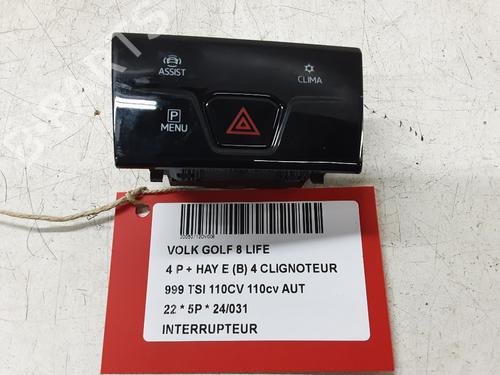 ASSIST
CLIMA
P
MENU
VOLK GOLF 8 LIFE
4 P + HAY E (B) 4 CLIGNOTEUR
999 TSI 110CV 110cv AUT
22 * 5P * 24/031
INTERRUPTEUR